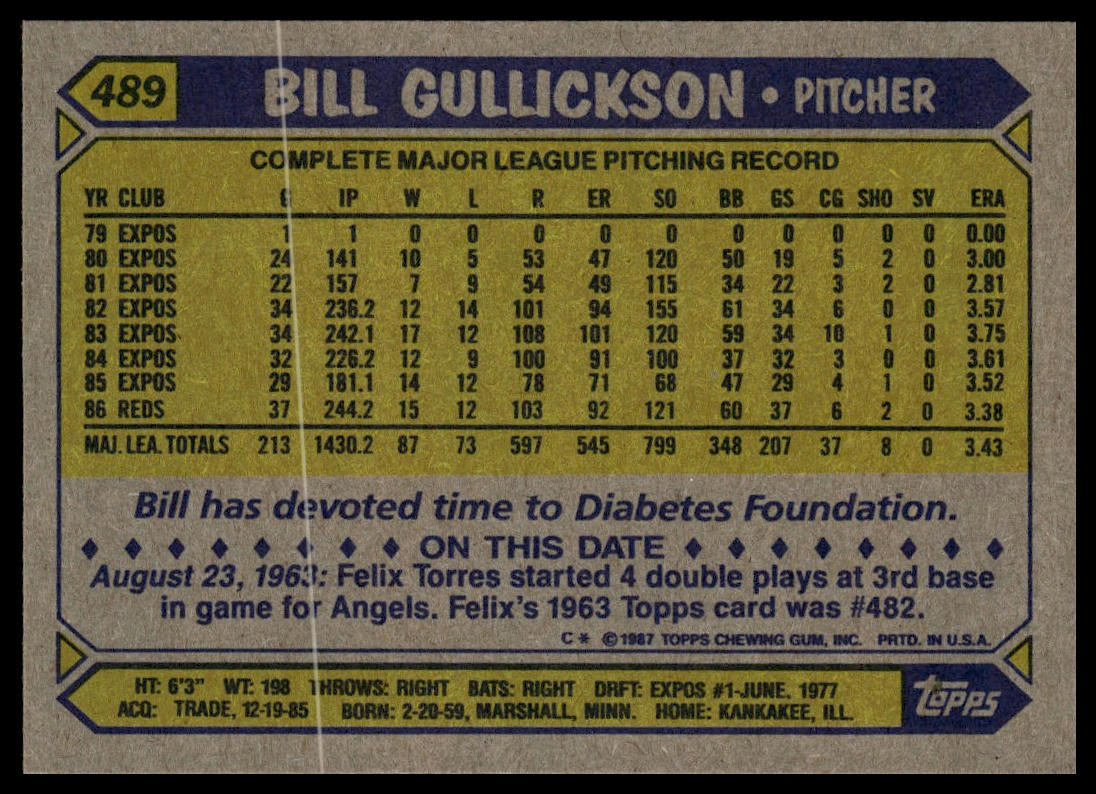 489 BILL GULLICKSON • PITCHER
COMPLETE MAJOR LEAGUE PITCHING RECORD
YR CLUB G IP W L R ER SO BB GS CG SHO SV ERA
79 EXPOS 1 1 0 0 0 0 0 0 0 0 0 0 0.00
80 EXPOS 24 141 10 5 53 47 120 50 19 5 2 0 3.00
81 EXPOS 22 157 7 9 54 49 115 34 22 3 2 0 2.81
82 EXPOS 34 236.2 12 14 101 94 155 61 34 6 0 0 3.57
83 EXPOS 34 242.1 17 12 108 101 120 59 34 10 1 0 3.75
84 EXPOS 32 226.2 12 9 100 91 100 37 32 3 0 0 3.61
85 EXPOS 29 181.1 14 12 78 71 68 47 29 4 1 0 3.52
86 REDS 37 244.2 15 12 103 92 121 60 37 6 2 0 3.38
MAJ. LEA. TOTALS 213 1430.2 87 73 597 545 799 348 207 37 8 0 3.43
Bill has devoted time to Diabetes Foundation.
♦ ♦ ♦ ♦ ♦ ♦ ♦ ♦ ON THIS DATE ♦ ♦ ♦ ♦ ♦ ♦ ♦ ♦
August 23, 1963: Felix Torres started 4 double plays at 3rd base
in game for Angels. Felix's 1963 Topps card was #482.
C* ©1987 TOPPS CHEWING GUM, INC. PRTD. IN U.S.A.
HT: 6'3" WT: 198 THROWS: RIGHT BATS: RIGHT DRFT: EXPOS #1-JUNE, 1977
ACQ: TRADE, 12-19-85 BORN: 2-20-59, MARSHALL, MINN. HOME: KANKAKEE, ILL.
Topps